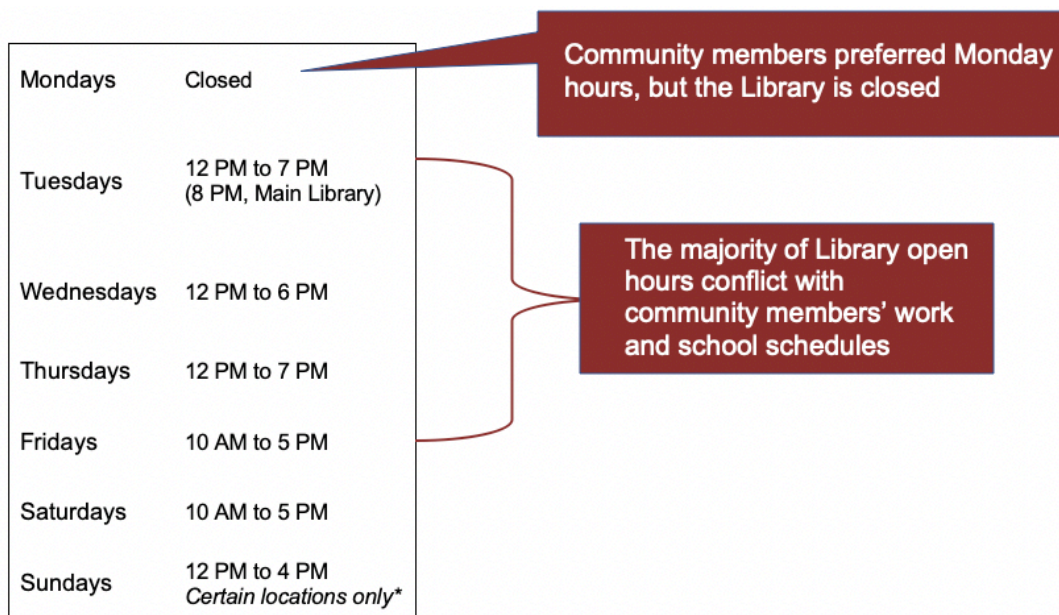 Mondays Closed
Community members preferred Monday
hours, but the Library is closed
Tuesdays 12 PM to 7 PM
(8 PM, Main Library)
Wednesdays 12 PM to 6 PM
Thursdays 12 PM to 7 PM
Fridays 10 AM to 5 PM
The majority of Library open
hours conflict with
community members’ work
and school schedules
Saturdays 10 AM to 5 PM
Sundays 12 PM to 4 PM
Certain locations only*